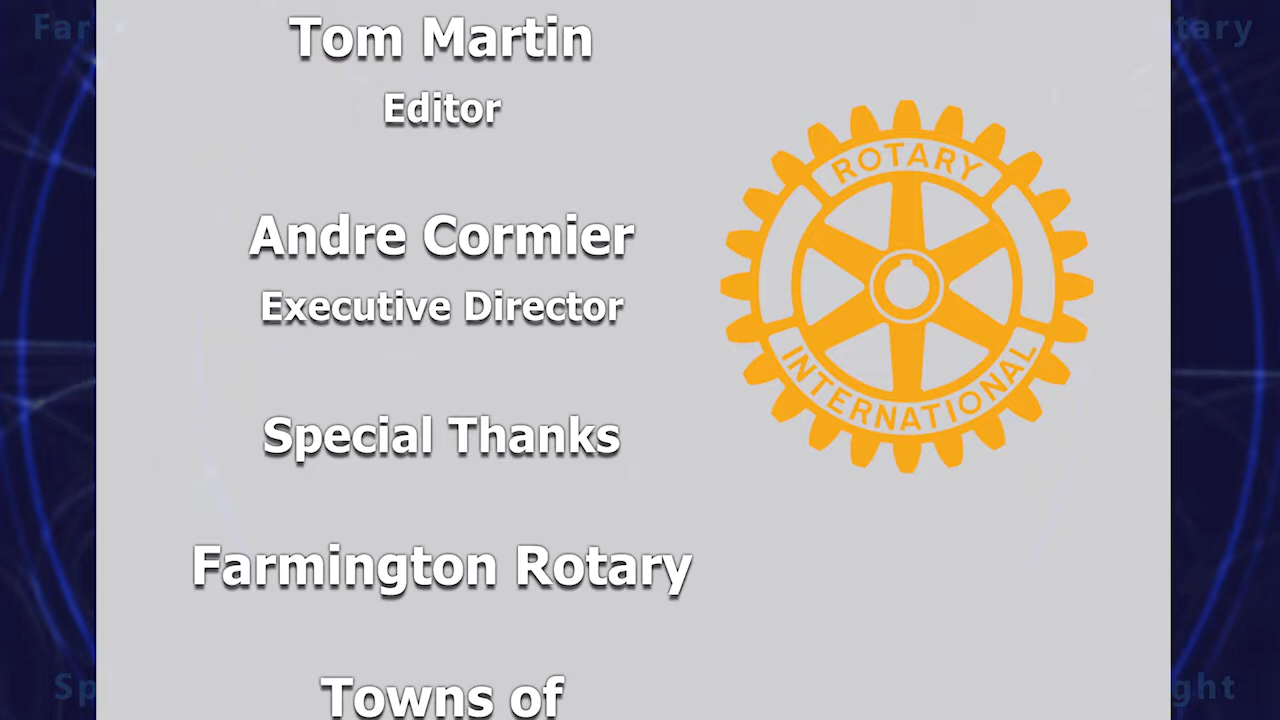 Tom Martin
Editor
Andre Cormier
Executive Director
Special Thanks
Farmington Rotary
Towns of
ROTARY
INTERNATIONAL